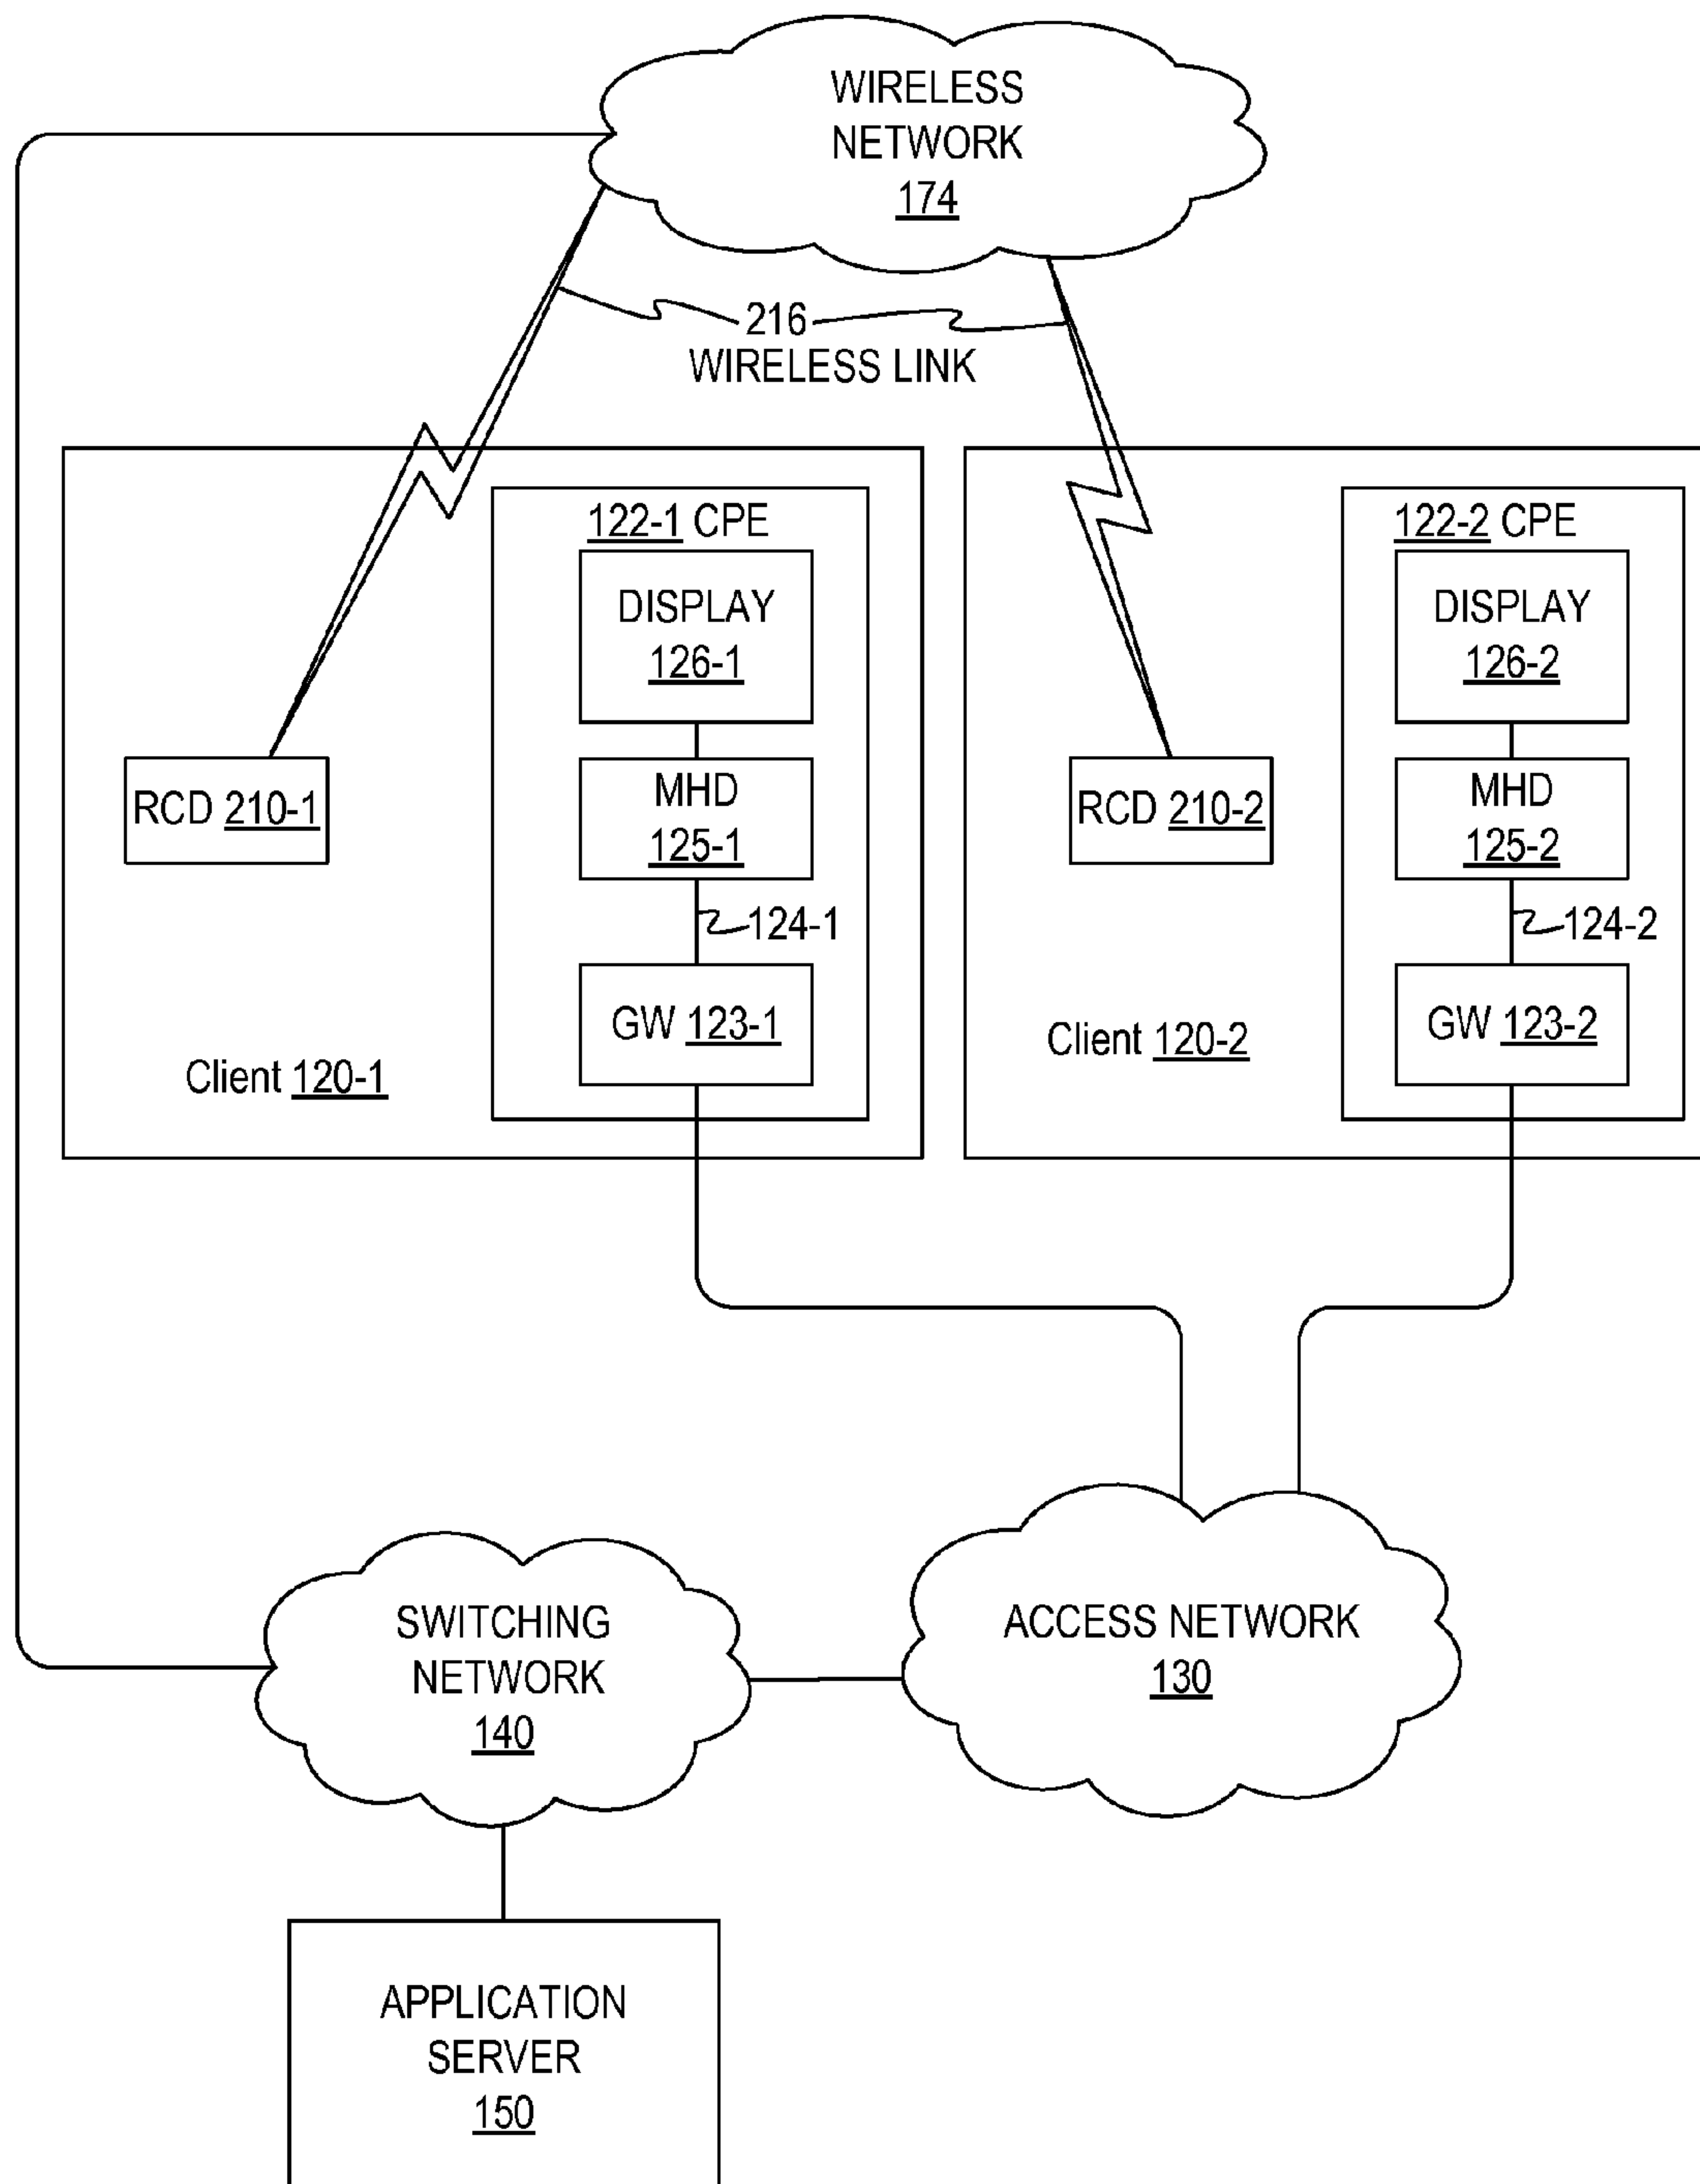 WIRELESS
NETWORK
174
216
WIRELESS LINK
122-1 CPE
DISPLAY
126-1
MHD
125-1
124-1
GW 123-1
RCD 210-1
Client 120-1
122-2 CPE
DISPLAY
126-2
MHD
125-2
124-2
GW 123-2
RCD 210-2
Client 120-2
SWITCHING
NETWORK
140
ACCESS NETWORK
130
APPLICATION
SERVER
150